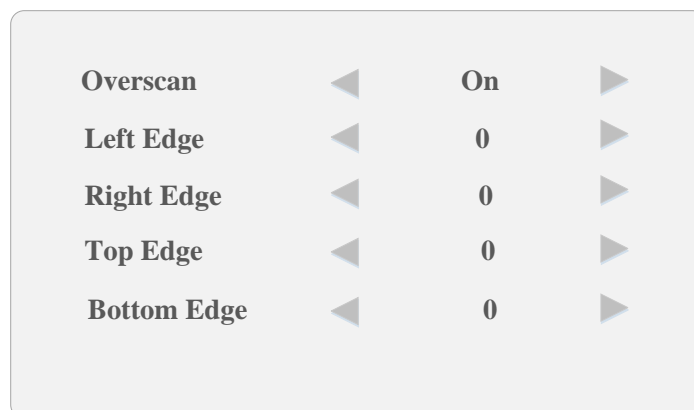 Overscan On
Left Edge 0
Right Edge 0
Top Edge 0
Bottom Edge 0